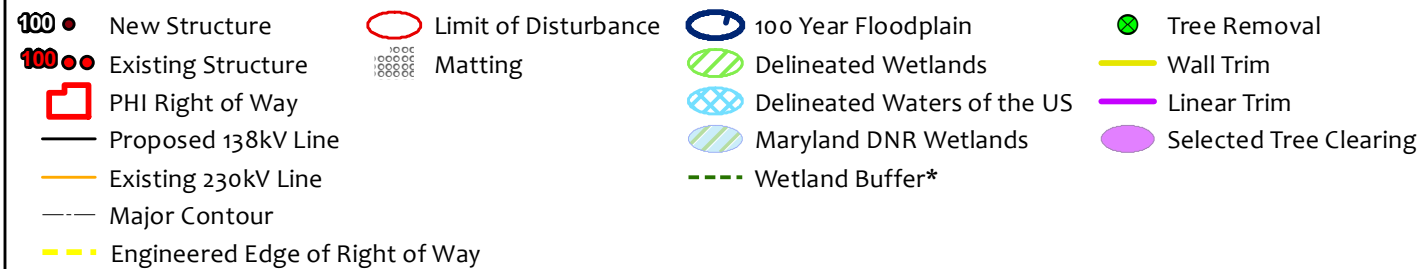 100 New Structure
100 Existing Structure
PHI Right of Way
Proposed 138kV Line
Existing 230kV Line
Major Contour
Engineered Edge of Right of Way
Limit of Disturbance
Matting
100 Year Floodplain
Delineated Wetlands
Delineated Waters of the US
Maryland DNR Wetlands
Wetland Buffer*
Tree Removal
Wall Trim
Linear Trim
Selected Tree Clearing